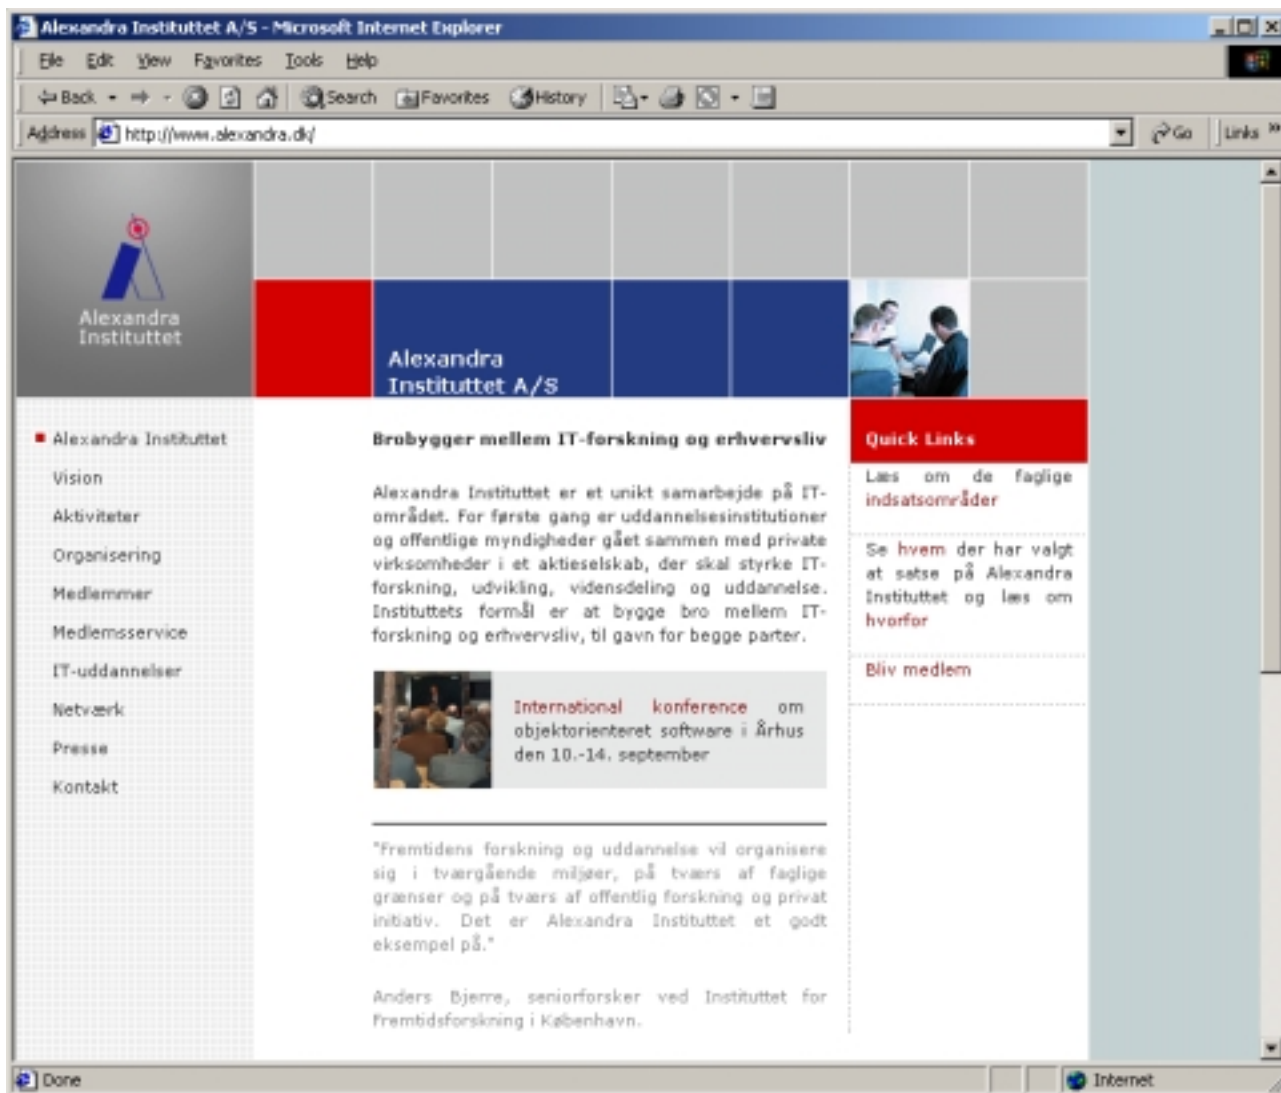 Alexandra Instituttet A/S - Microsoft Internet Explorer
File Edit View Favorites Tools Help
Back Search Favorites History
Address http://www.alexandra.dk/ Go Links »
Alexandra
Instituttet
Alexandra
Instituttet A/S
Alexandra Instituttet
Vision
Aktiviteter
Organisering
Medlemmer
Medlemsservice
IT-uddannelser
Netværk
Presse
Kontakt
Brobygger mellem IT-forskning og erhvervsliv
Alexandra Instituttet er et unikt samarbejde på IT-
området. For første gang er uddannelsesinstitutioner
og offentlige myndigheder gået sammen med private
virksomheder i et aktieselskab, der skal styrke IT-
forskning, udvikling, vidensdeling og uddannelse.
Instituttets formål er at bygge bro mellem IT-
forskning og erhvervsliv, til gavn for begge parter.
International konference om
objektorienteret software i Århus
den 10.-14. september
"Fremtidens forskning og uddannelse vil organisere
sig i tværgående miljøer, på tværs af faglige
grænser og på tværs af offentlig forskning og privat
initiativ. Det er Alexandra Instituttet et godt
eksempel på."
Anders Bjerre, seniorforsker ved Instituttet for
Fremtidsforskning i København.
Quick Links
Læs om de faglige
indsatsområder
Se hvem der har valgt
at satse på Alexandra
Instituttet og læs om
hvorfor
Bliv medlem
Done Internet